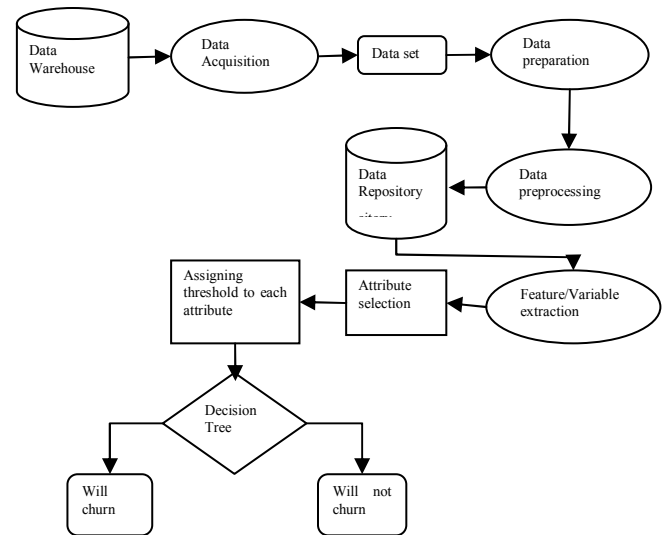 Data
Warehouse
Data
Acquisition
Data set
Data
preparation
Data
Repository
Data
preprocessing
Assigning
threshold to each
attribute
Attribute
selection
Feature/Variable
extraction
Decision
Tree
Will
churn
Will not
churn